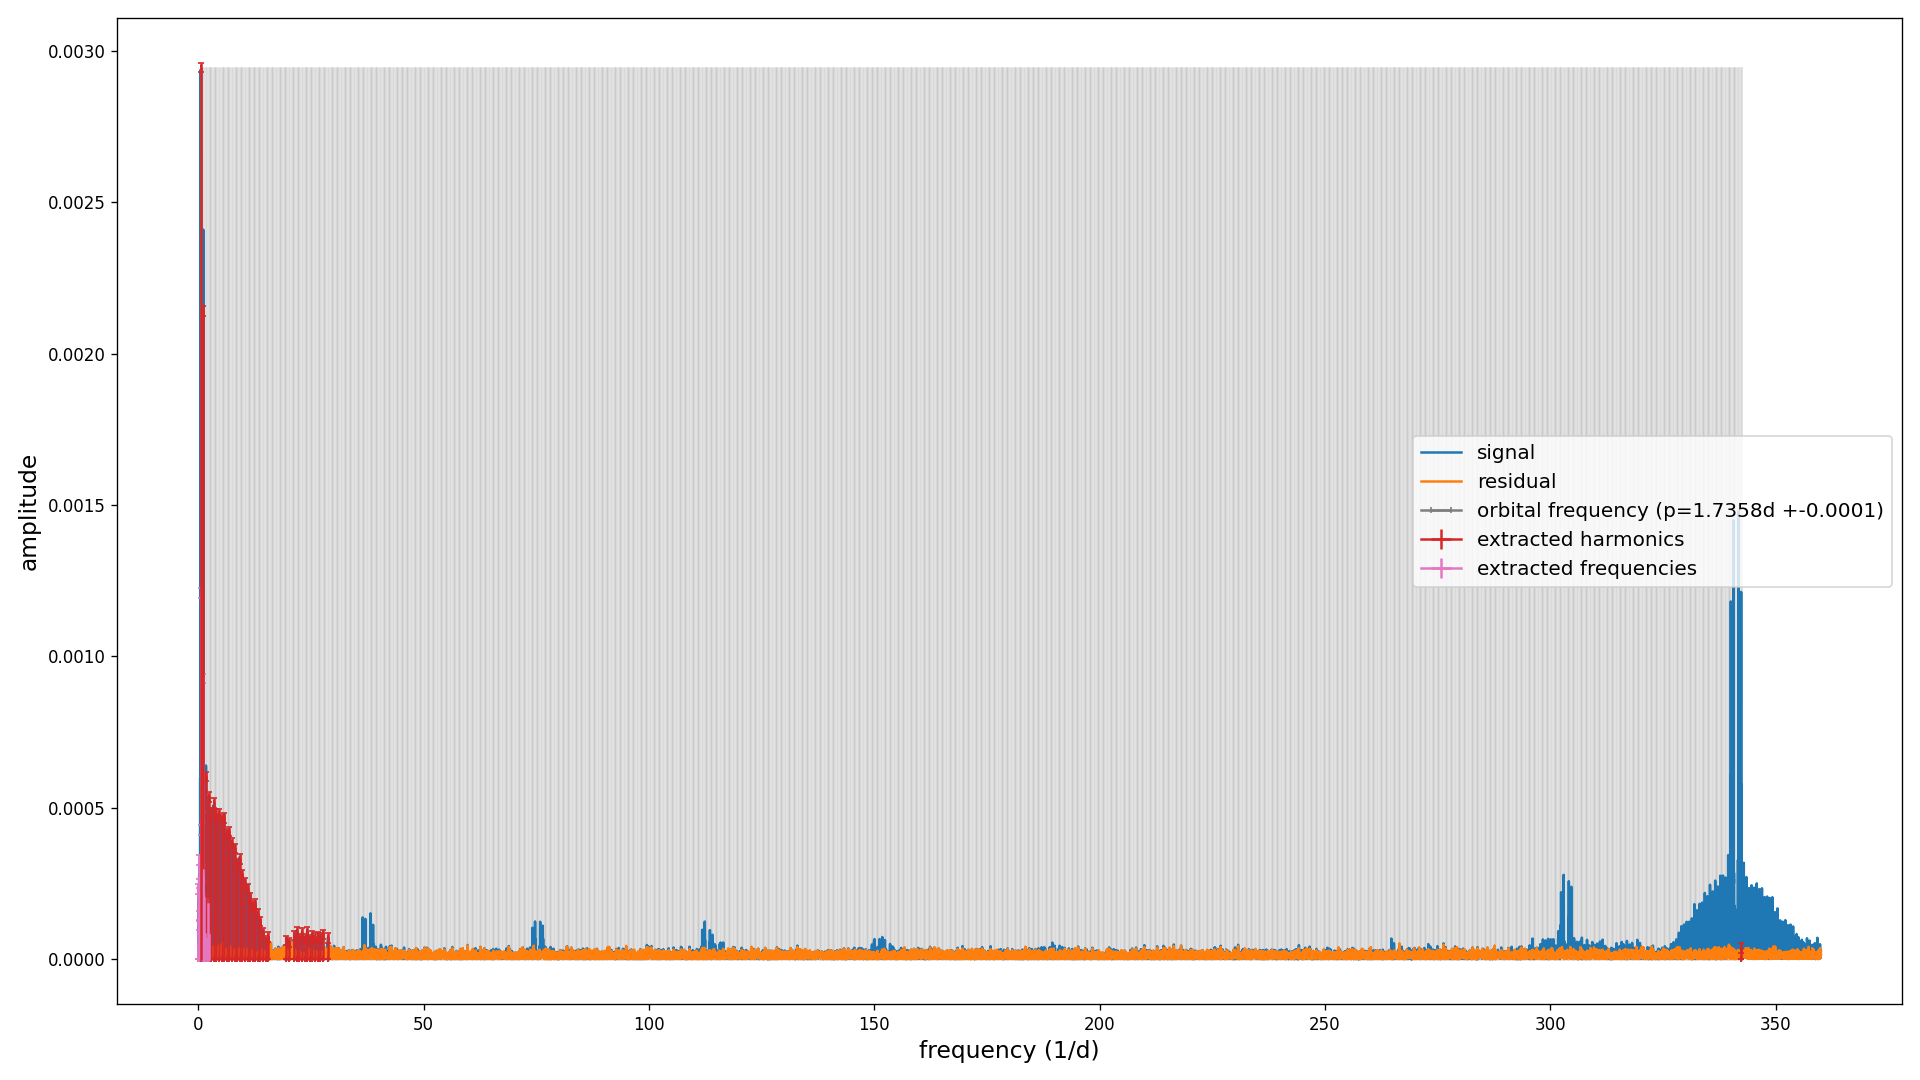 0.0030
0.0025
0.0020
0.0015
0.0010
0.0005
0.0000
amplitude
signal
residual
orbital frequency (p=1.7358d +-0.0001)
extracted harmonics
extracted frequencies
0 50 100 150 200 250 300 350
frequency (1/d)